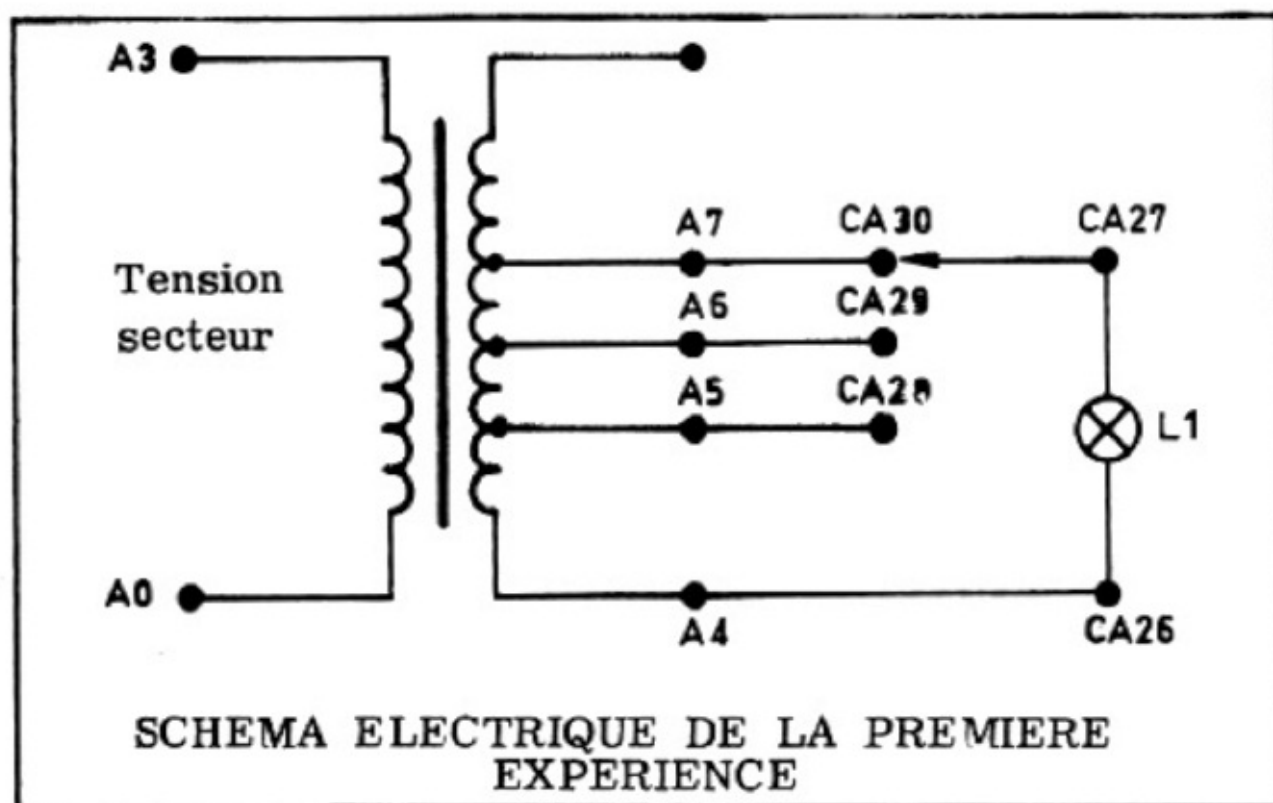 A3
A7 CA30 CA27
Tension
secteur
A6 CA29
A5 CA28
L1
A0
A4
CA26
SCHEMA ELECTRIQUE DE LA PREMIERE
EXPERIENCE